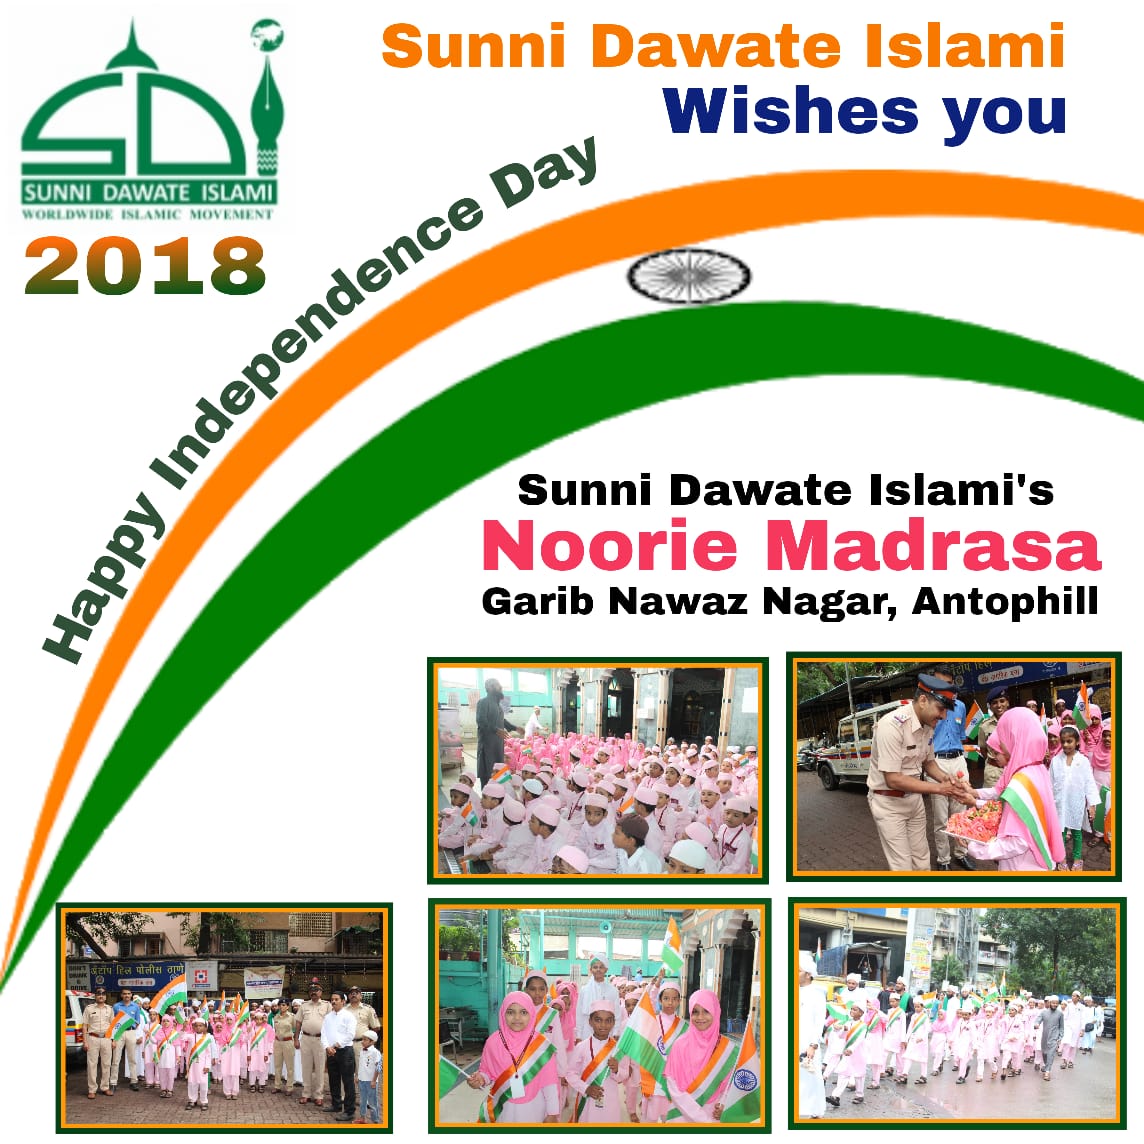 Sunni Dawate Islami
Wishes you
SUNNI DAWATE ISLAMI
WORLDWIDE ISLAMIC MOVEMENT
2018
Happy Independence Day
Sunni Dawate Islami's
Noorie Madrasa
Garib Nawaz Nagar, Antophill
अँटॉप हिल पोलीस ठाणे